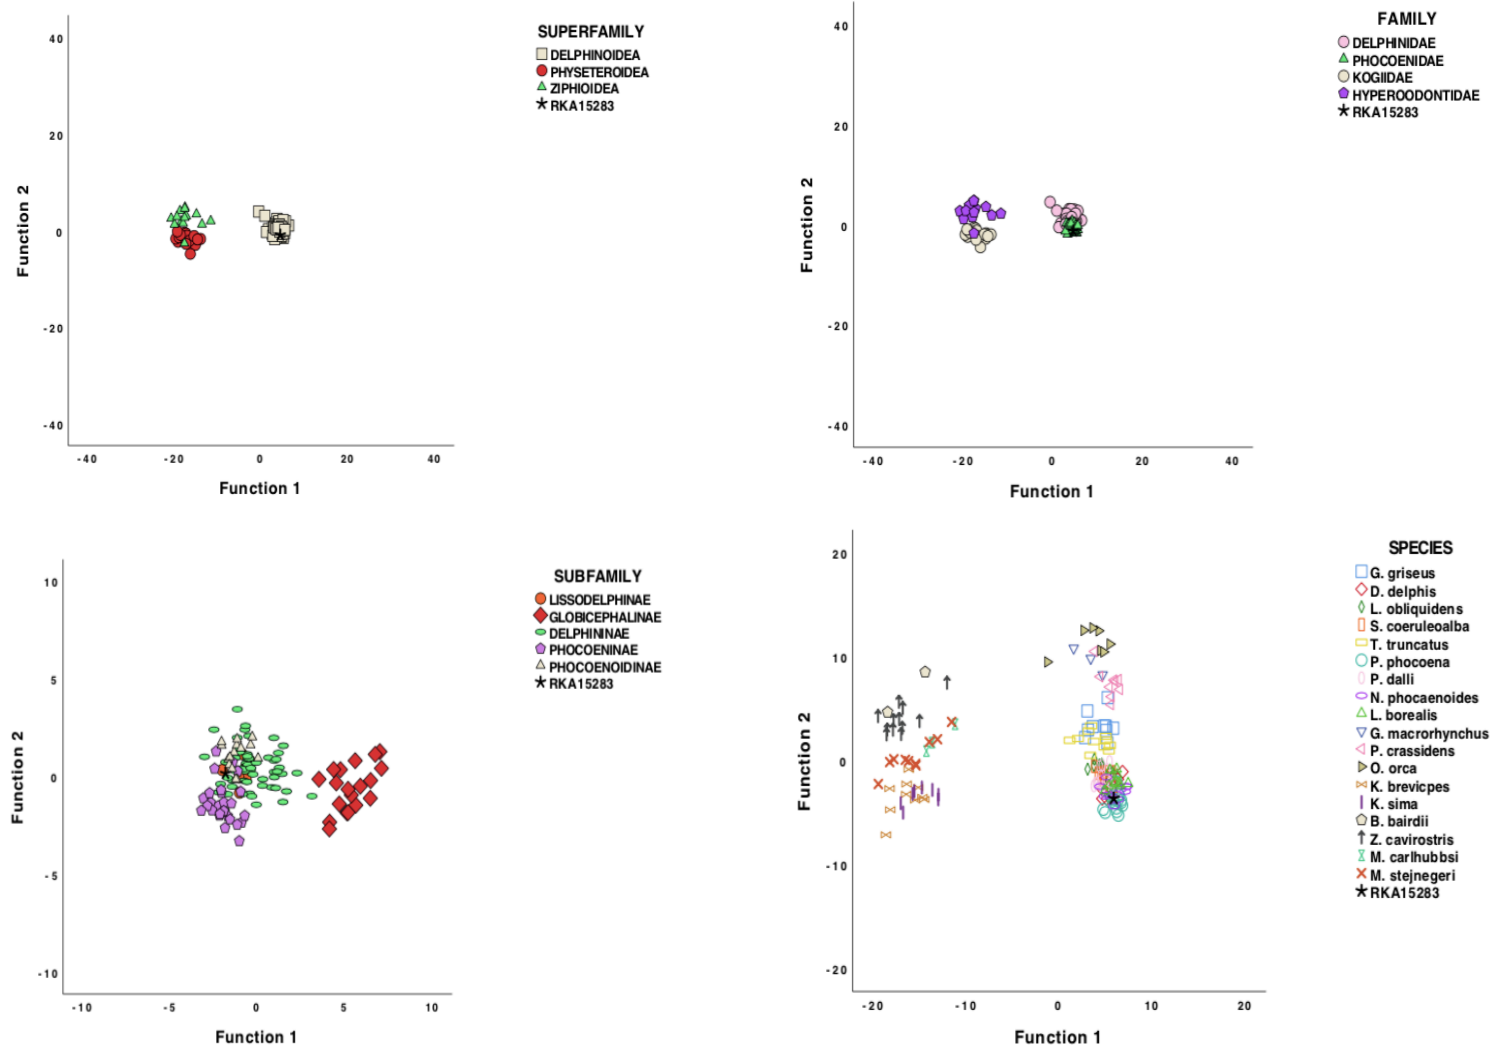 SUPERFAMILY
DELPHINOIDEA
PHYSETEROIDEA
ZIPHIOIDEA
RKA15283
40
20
0
-20
-40
Function 2
-40
-20
0
20
40
Function 1
FAMILY
DELPHINIDAE
PHOCOENIDAE
KOGIIDAE
HYPEROODONTIDAE
RKA15283
40
20
0
-20
-40
Function 2
-40
-20
0
20
40
Function 1
SUBFAMILY
LISSODELPHINAE
GLOBICEPHALINAE
DELPHININAE
PHOCOENINAE
PHOCOENOIDINAE
RKA15283
10
5
0
-5
-10
Function 2
-10
-5
0
5
10
Function 1
SPECIES
G. griseus
D. delphis
L. obliquidens
S. coeruleoalba
T. truncatus
P. phocoena
P. dalli
N. phocaenoides
L. borealis
G. macrorhynchus
P. crassidens
O. orca
K. brevicpes
K. sima
B. bairdii
Z. cavirostris
M. carlhubbsi
M. stejnegeri
RKA15283
20
10
0
-10
-20
Function 2
-20
-10
0
10
20
Function 1